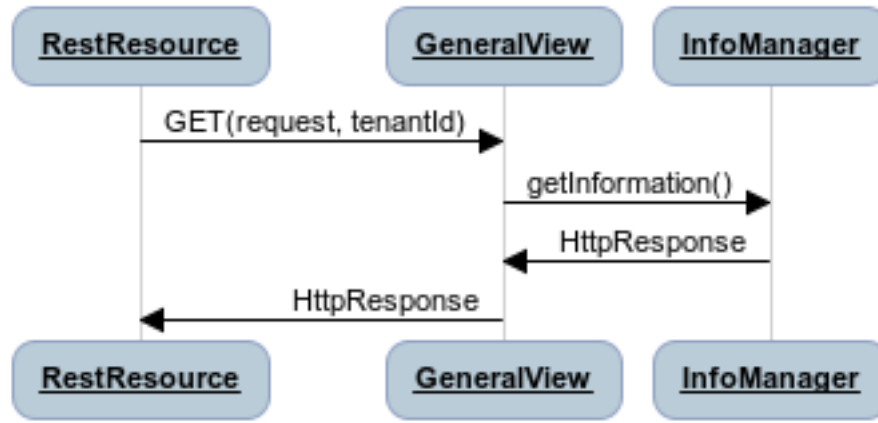 RestResource GeneralView InfoManager
GET(request, tenantId)
getInformation()
HttpResponse
HttpResponse
RestResource GeneralView InfoManager